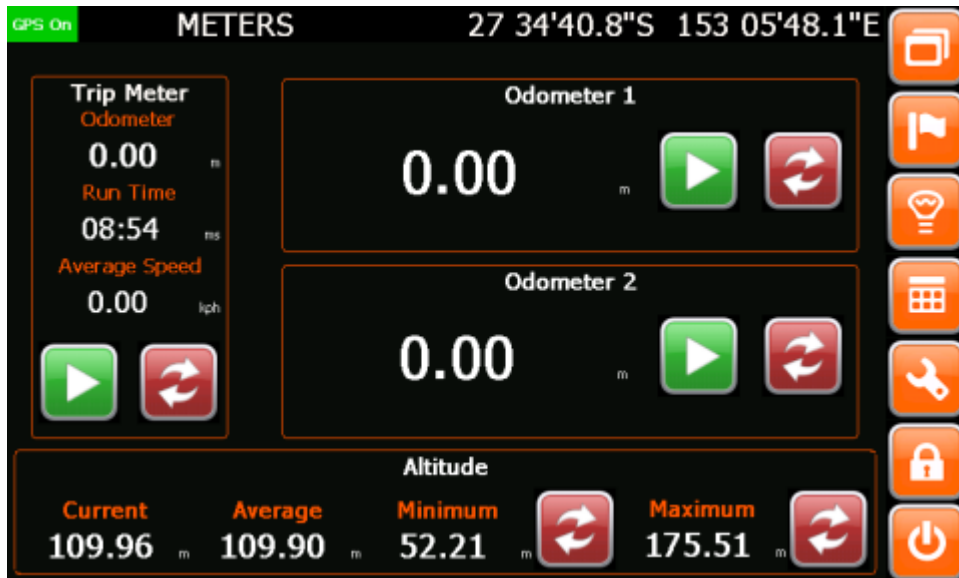 GPS On METERS 27 34'40.8"S 153 05'48.1"E
Trip Meter
Odometer
0.00 m
Run Time
08:54 ms
Average Speed
0.00 kph
Odometer 1
0.00 m
Odometer 2
0.00 m
Altitude
Current Average Minimum Maximum
109.96 m 109.90 m 52.21 m 175.51 m